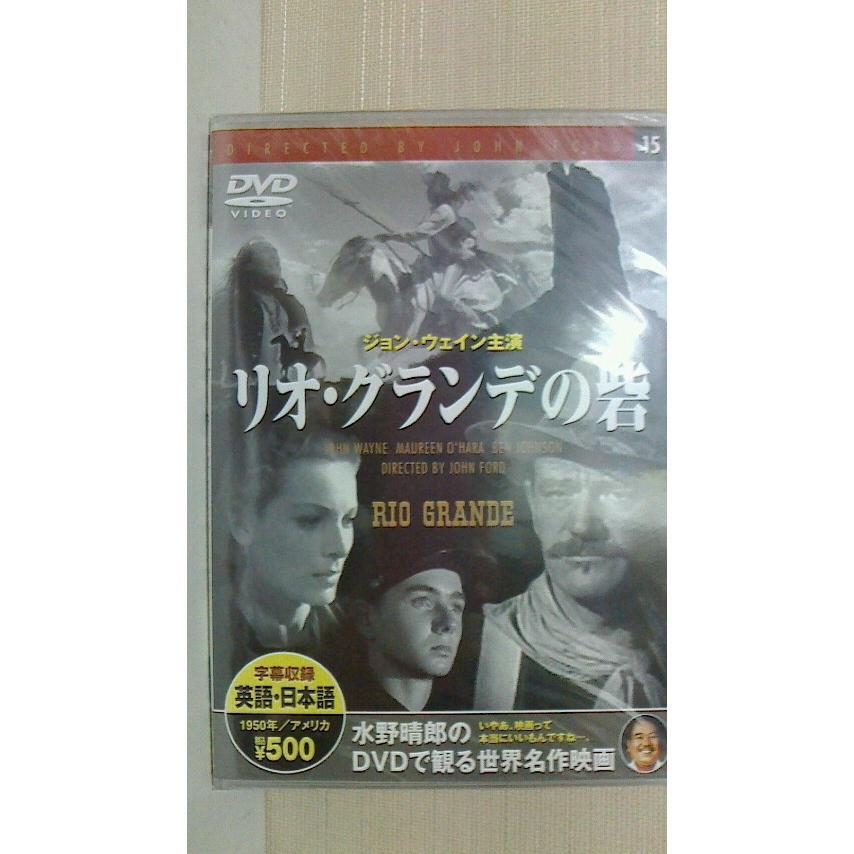 DIRECTED BY JOHN FORD 15
DVD
VIDEO
ジョン・ウェイン主演
リオ・グランデの砦
JOHN WAYNE MAUREEN O'HARA BEN JOHNSON
DIRECTED BY JOHN FORD
RIO GRANDE
字幕収録
英語・日本語
1950年/アメリカ
税込¥500
水野晴郎の
いやあ、映画って
本当にいいもんですねー。
DVDで観る世界名作映画